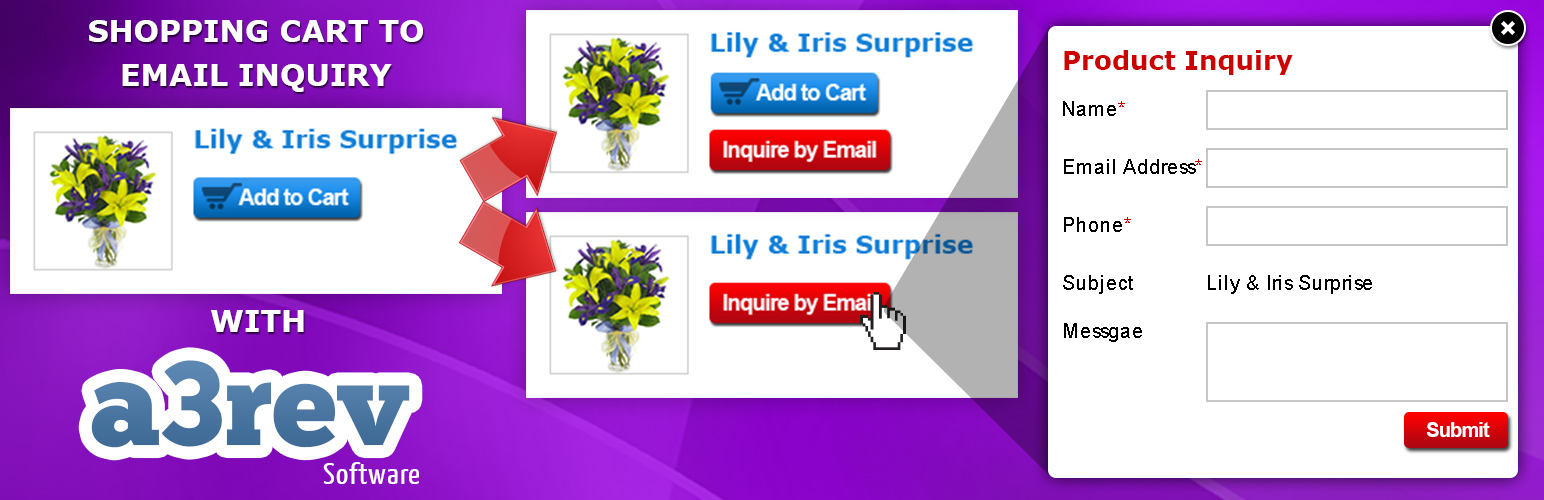 SHOPPING CART TO
EMAIL INQUIRY
Lily & Iris Surprise
Add to Cart
WITH
a3rev
Software
Lily & Iris Surprise
Add to Cart
Inquire by Email
Lily & Iris Surprise
Inquire by Email
Product Inquiry
Name*
Email Address*
Phone*
Subject Lily & Iris Surprise
Messgae
Submit